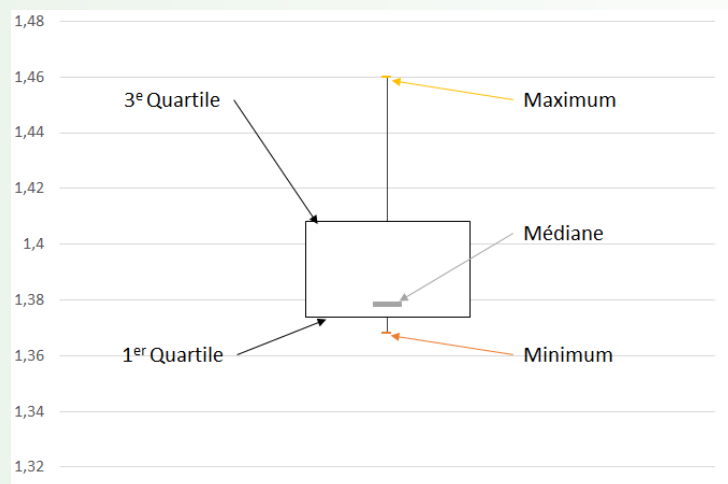 1,48
1,46
3e Quartile
Maximum
1,44
1,42
1,4
Médiane
1,38
1er Quartile
Minimum
1,36
1,34
1,32